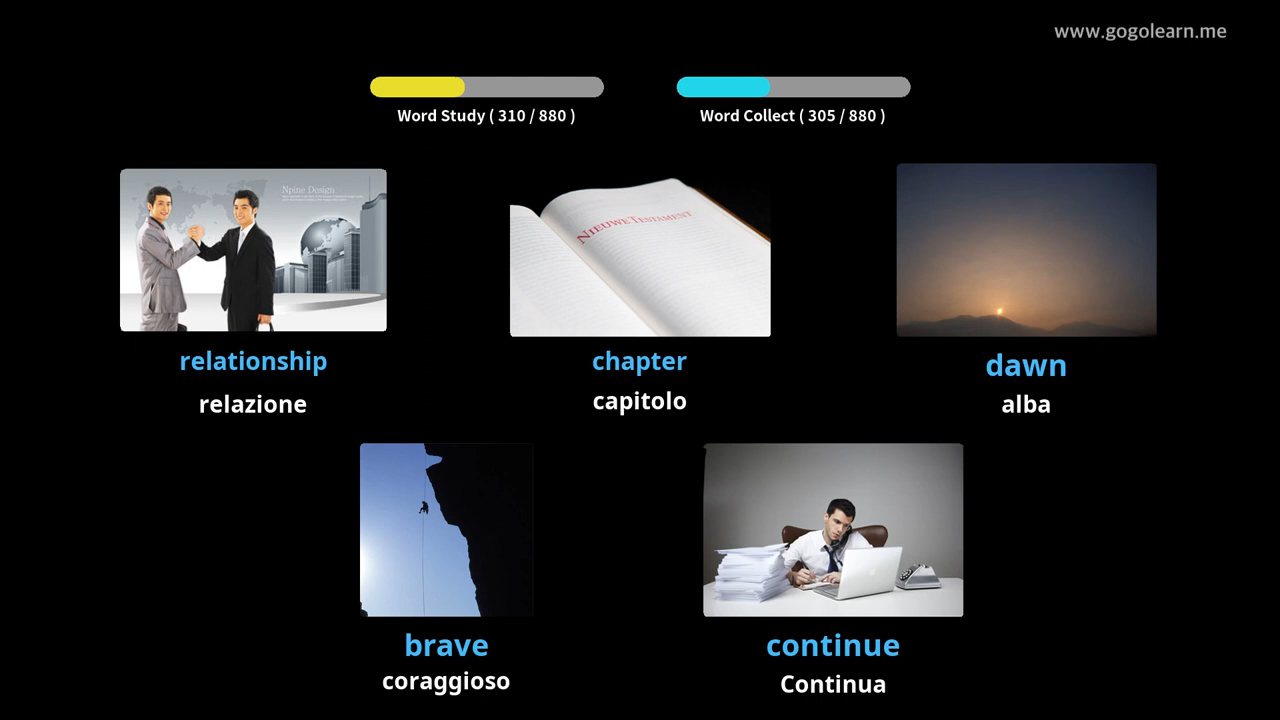 www.gogolearn.me
Word Study ( 310 / 880 )
Word Collect ( 305 / 880 )
Npine Design
NIEUWE TESTAMENT
relationship
chapter
dawn
relazione
capitolo
alba
brave
continue
coraggioso
Continua